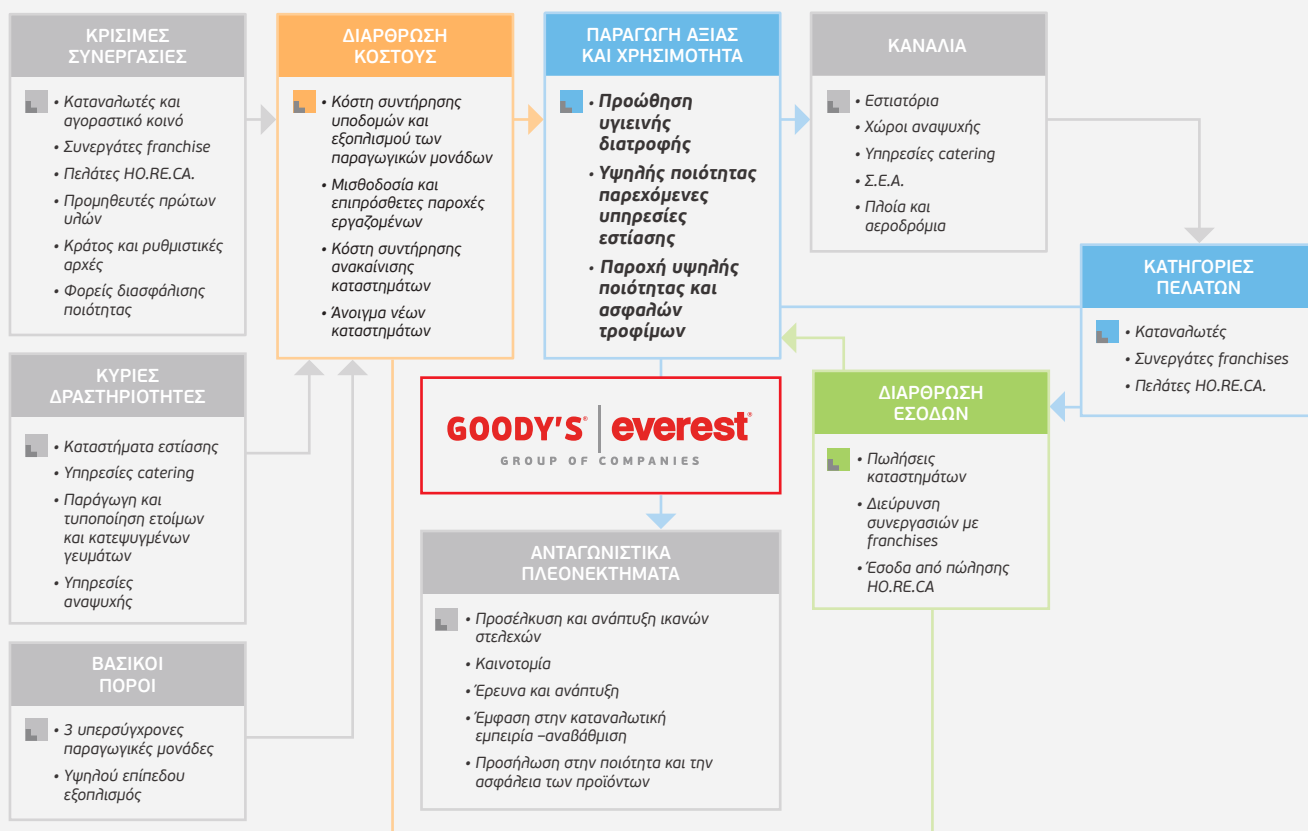 ΚΡΙΣΙΜΕΣ
ΣΥΝΕΡΓΑΣΙΕΣ
• Καταναλωτές και
αγοραστικό κοινό
• Συνεργάτες franchise
• Πελάτες HO.RE.CA.
• Προμηθευτές πρώτων
υλών
• Κράτος και ρυθμιστικές
αρχές
• Φορείς διασφάλισης
ποιότητας
ΚΥΡΙΕΣ
ΔΡΑΣΤΗΡΙΟΤΗΤΕΣ
• Καταστήματα εστίασης
• Υπηρεσίες catering
• Παράγωγη και
τυποποίηση ετοίμων
και κατεψυγμένων
γευμάτων
• Υπηρεσίες
αναψυχής
ΒΑΣΙΚΟΙ
ΠΟΡΟΙ
• 3 υπερσύγχρονες
παραγωγικές μονάδες
• Υψηλού επίπεδου
εξοπλισμός
ΔΙΑΡΘΡΩΣΗ
ΚΟΣΤΟΥΣ
• Κόστη συντήρησης
υποδομών και
εξοπλισμού των
παραγωγικών μονάδων
• Μισθοδοσία και
επιπρόσθετες παροχές
εργαζομένων
• Κόστη συντήρησης
ανακαίνισης
καταστημάτων
• Άνοιγμα νέων
καταστημάτων
ΠΑΡΑΓΩΓΗ ΑΞΙΑΣ
ΚΑΙ ΧΡΗΣΙΜΟΤΗΤΑ
• Προώθηση
υγιεινής
διατροφής
• Υψηλής ποιότητας
παρεχόμενες
υπηρεσίες
εστίασης
• Παροχή υψηλής
ποιότητας και
ασφαλών
τροφίμων
GOODY'S® | everest®
GROUP OF COMPANIES
ΑΝΤΑΓΩΝΙΣΤΙΚΑ
ΠΛΕΟΝΕΚΤΗΜΑΤΑ
• Προσέλκυση και ανάπτυξη ικανών
στελεχών
• Καινοτομία
• Έρευνα και ανάπτυξη
• Έμφαση στην καταναλωτική
εμπειρία –αναβάθμιση
• Προσήλωση στην ποιότητα και την
ασφάλεια των προϊόντων
ΚΑΝΑΛΙΑ
• Εστιατόρια
• Χώροι αναψυχής
• Υπηρεσίες catering
• Σ.Ε.Α.
• Πλοία και
αεροδρόμια
ΚΑΤΗΓΟΡΙΕΣ
ΠΕΛΑΤΩΝ
• Καταναλωτές
• Συνεργάτες franchises
• Πελάτες HO.RE.CA.
ΔΙΑΡΘΡΩΣΗ
ΕΣΟΔΩΝ
• Πωλήσεις
καταστημάτων
• Διεύρυνση
συνεργασιών με
franchises
• Έσοδα από πώλησης
HO.RE.CA